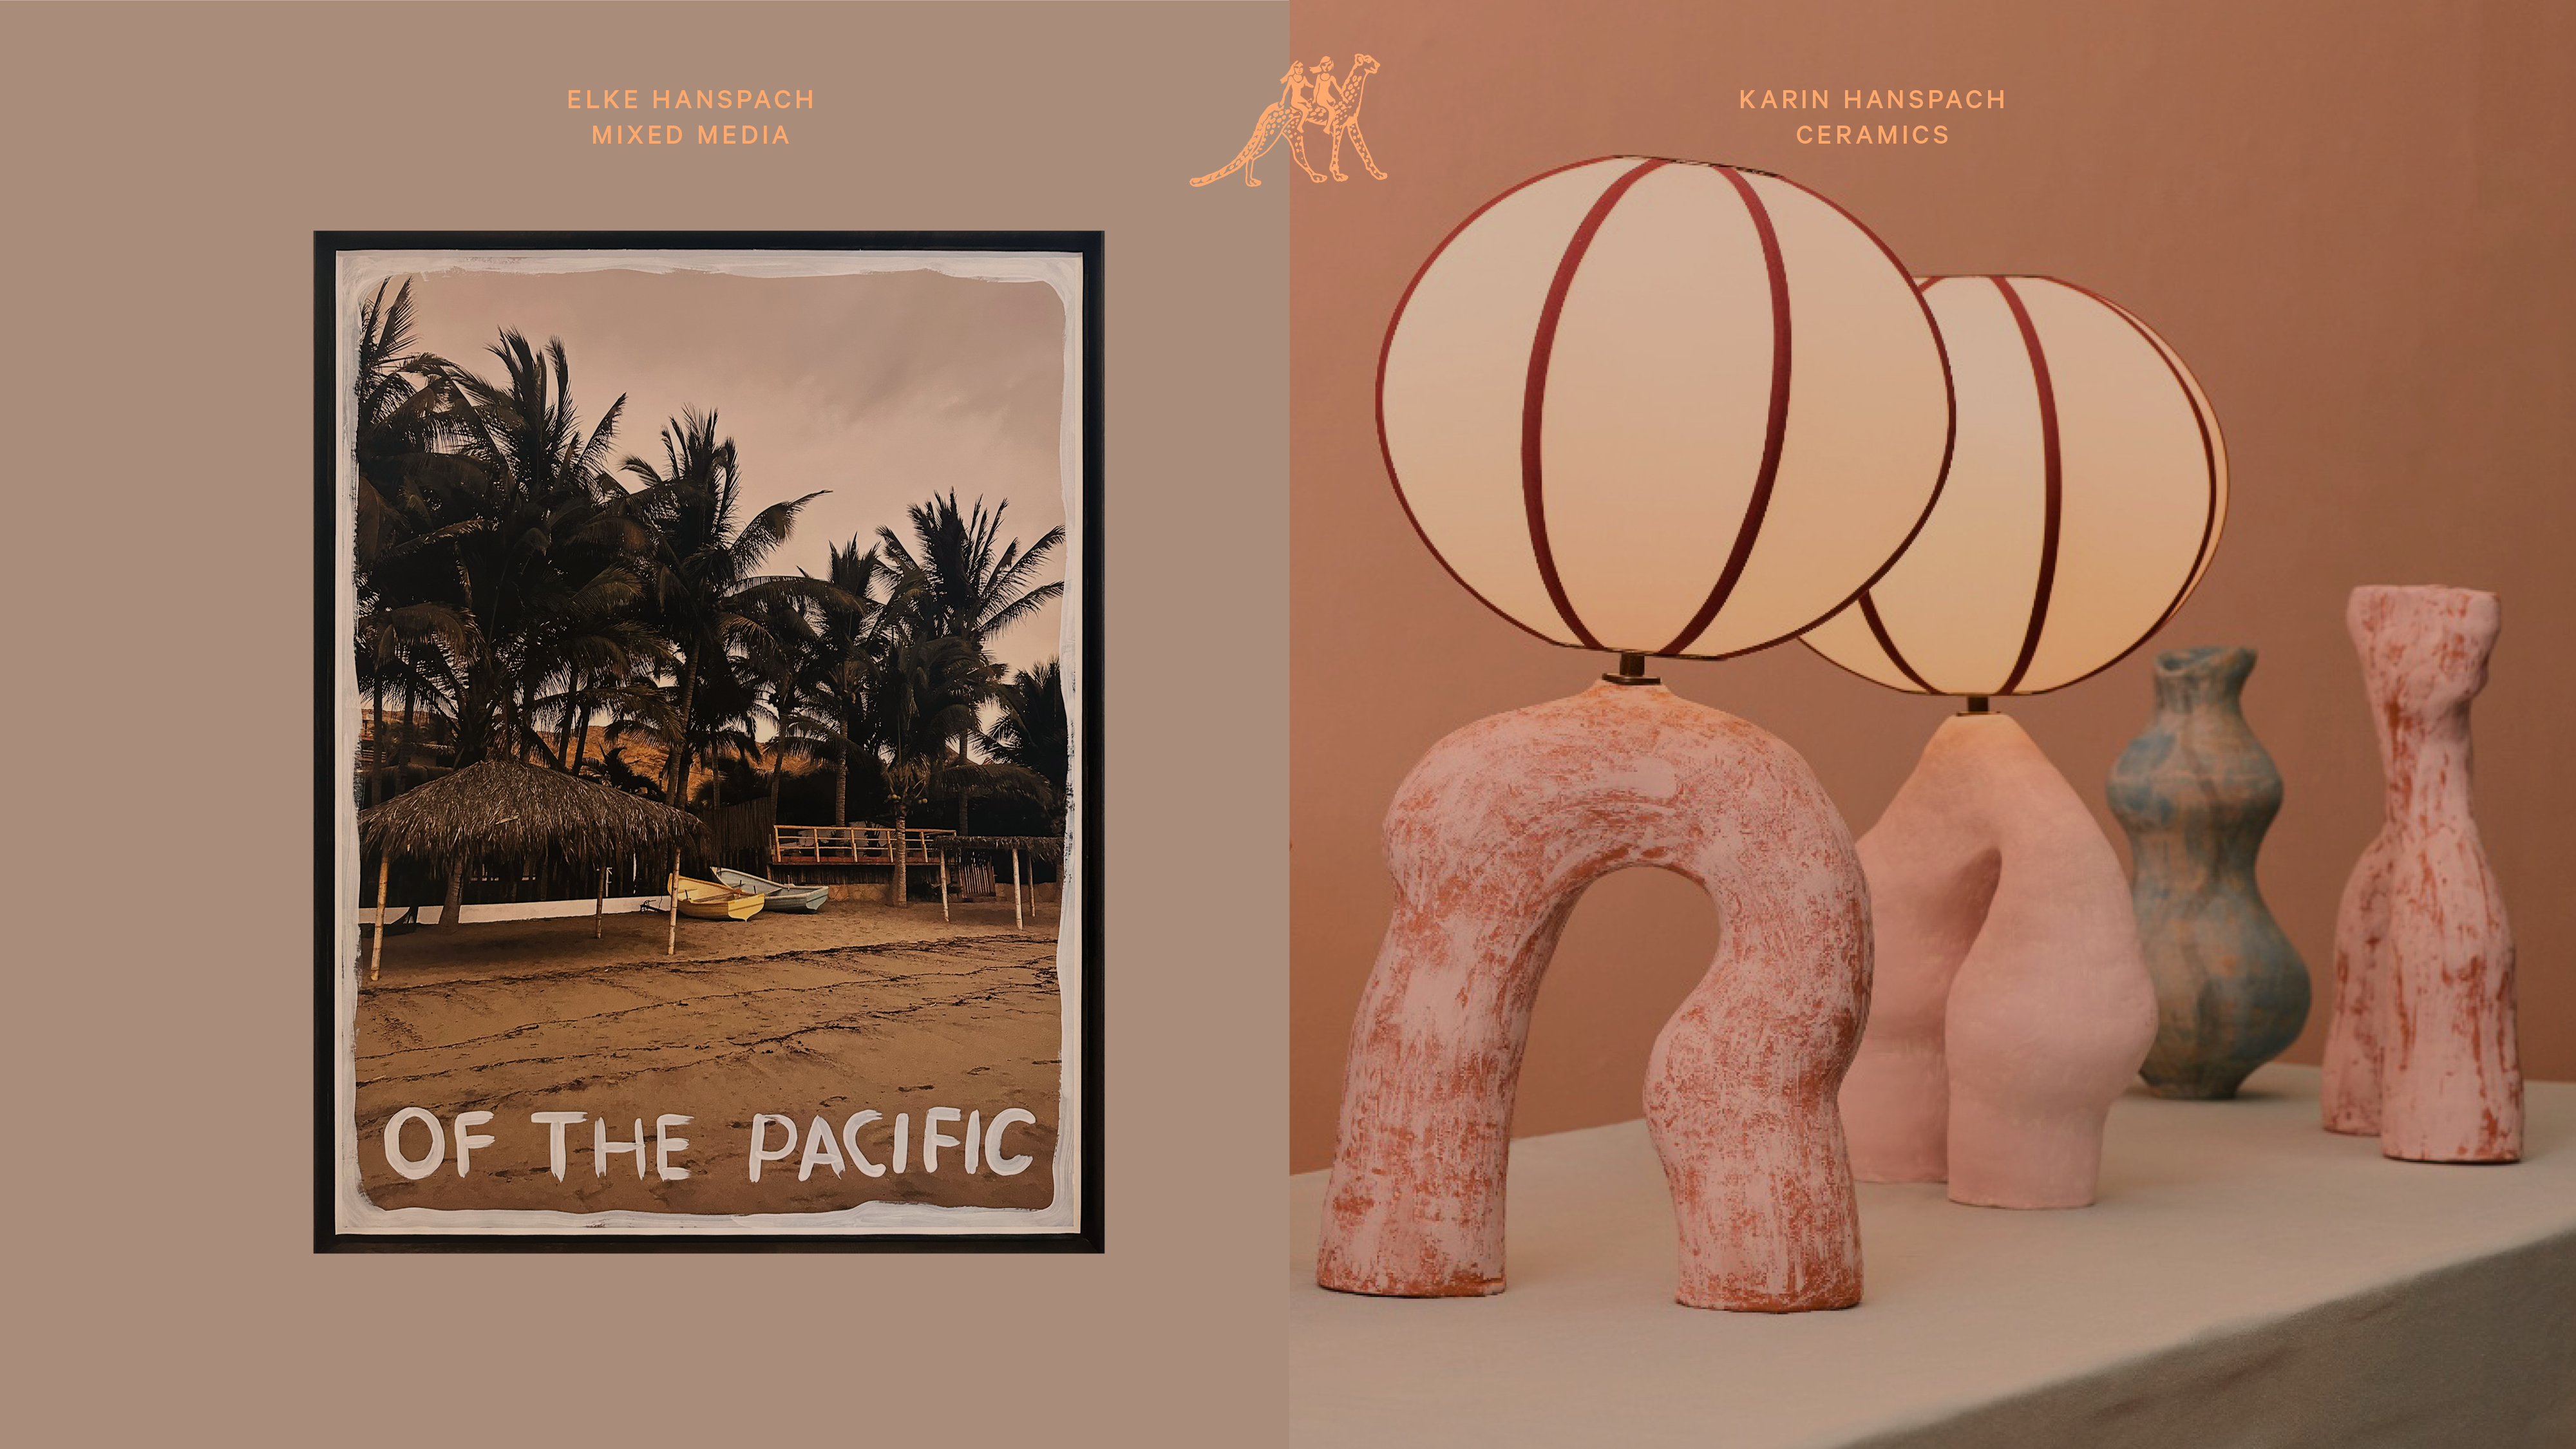 ELKE HANSPACH
MIXED MEDIA
KARIN HANSPACH
CERAMICS
OF THE PACIFIC